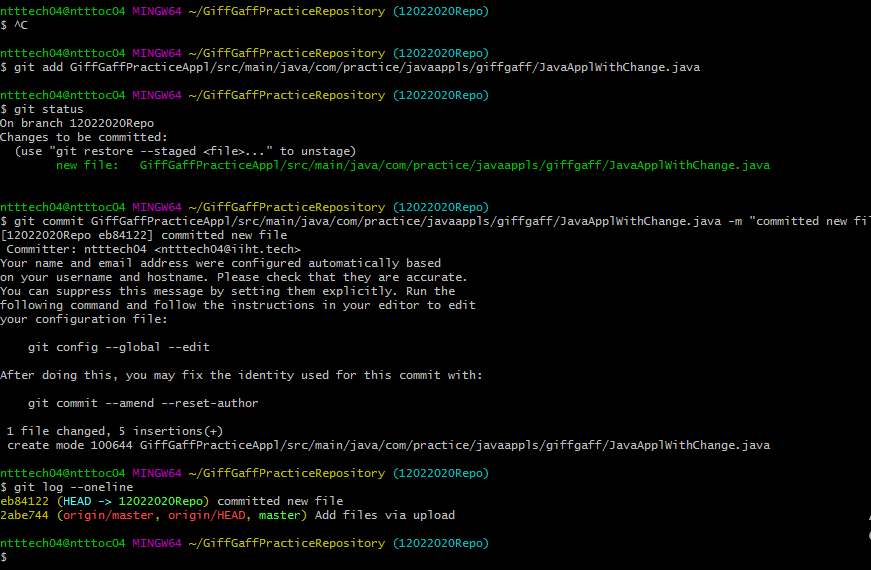 ntttech04@ntttoc04 MINGW64 ~/GiffGaffPracticeRepository (12022020Repo)
$ ^C
ntttech04@ntttoc04 MINGW64 ~/GiffGaffPracticeRepository (12022020Repo)
$ git add GiffGaffPracticeAppl/src/main/java/com/practice/javaappls/giffgaff/JavaApplWithChange.java
ntttech04@ntttoc04 MINGW64 ~/GiffGaffPracticeRepository (12022020Repo)
$ git status
On branch 12022020Repo
Changes to be committed:
  (use "git restore --staged <file>..." to unstage)
        new file:   GiffGaffPracticeAppl/src/main/java/com/practice/javaappls/giffgaff/JavaApplWithChange.java
ntttech04@ntttoc04 MINGW64 ~/GiffGaffPracticeRepository (12022020Repo)
$ git commit GiffGaffPracticeAppl/src/main/java/com/practice/javaappls/giffgaff/JavaApplWithChange.java -m "committed new fil
[12022020Repo eb84122] committed new file
 Committer: ntttech04 <ntttech04@iiht.tech>
Your name and email address were configured automatically based
on your username and hostname. Please check that they are accurate.
You can suppress this message by setting them explicitly. Run the
following command and follow the instructions in your editor to edit
your configuration file:
    git config --global --edit
After doing this, you may fix the identity used for this commit with:
    git commit --amend --reset-author
 1 file changed, 5 insertions(+)
 create mode 100644 GiffGaffPracticeAppl/src/main/java/com/practice/javaappls/giffgaff/JavaApplWithChange.java
ntttech04@ntttoc04 MINGW64 ~/GiffGaffPracticeRepository (12022020Repo)
$ git log --oneline
eb84122 (HEAD -> 12022020Repo) committed new file
2abe744 (origin/master, origin/HEAD, master) Add files via upload
ntttech04@ntttoc04 MINGW64 ~/GiffGaffPracticeRepository (12022020Repo)
$